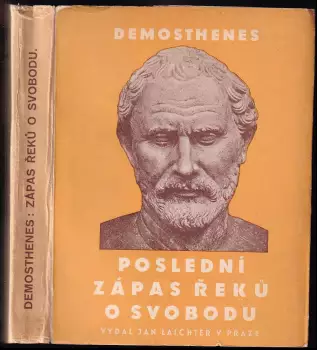 DEMOSTHENES: ZÁPAS ŘEKŮ O SVOBODU.
DEMOSTHENES
POSLEDNÍ
ZÁPAS ŘEKŮ
O SVOBODU
VYDAL JAN LAICHTER V PRAZE